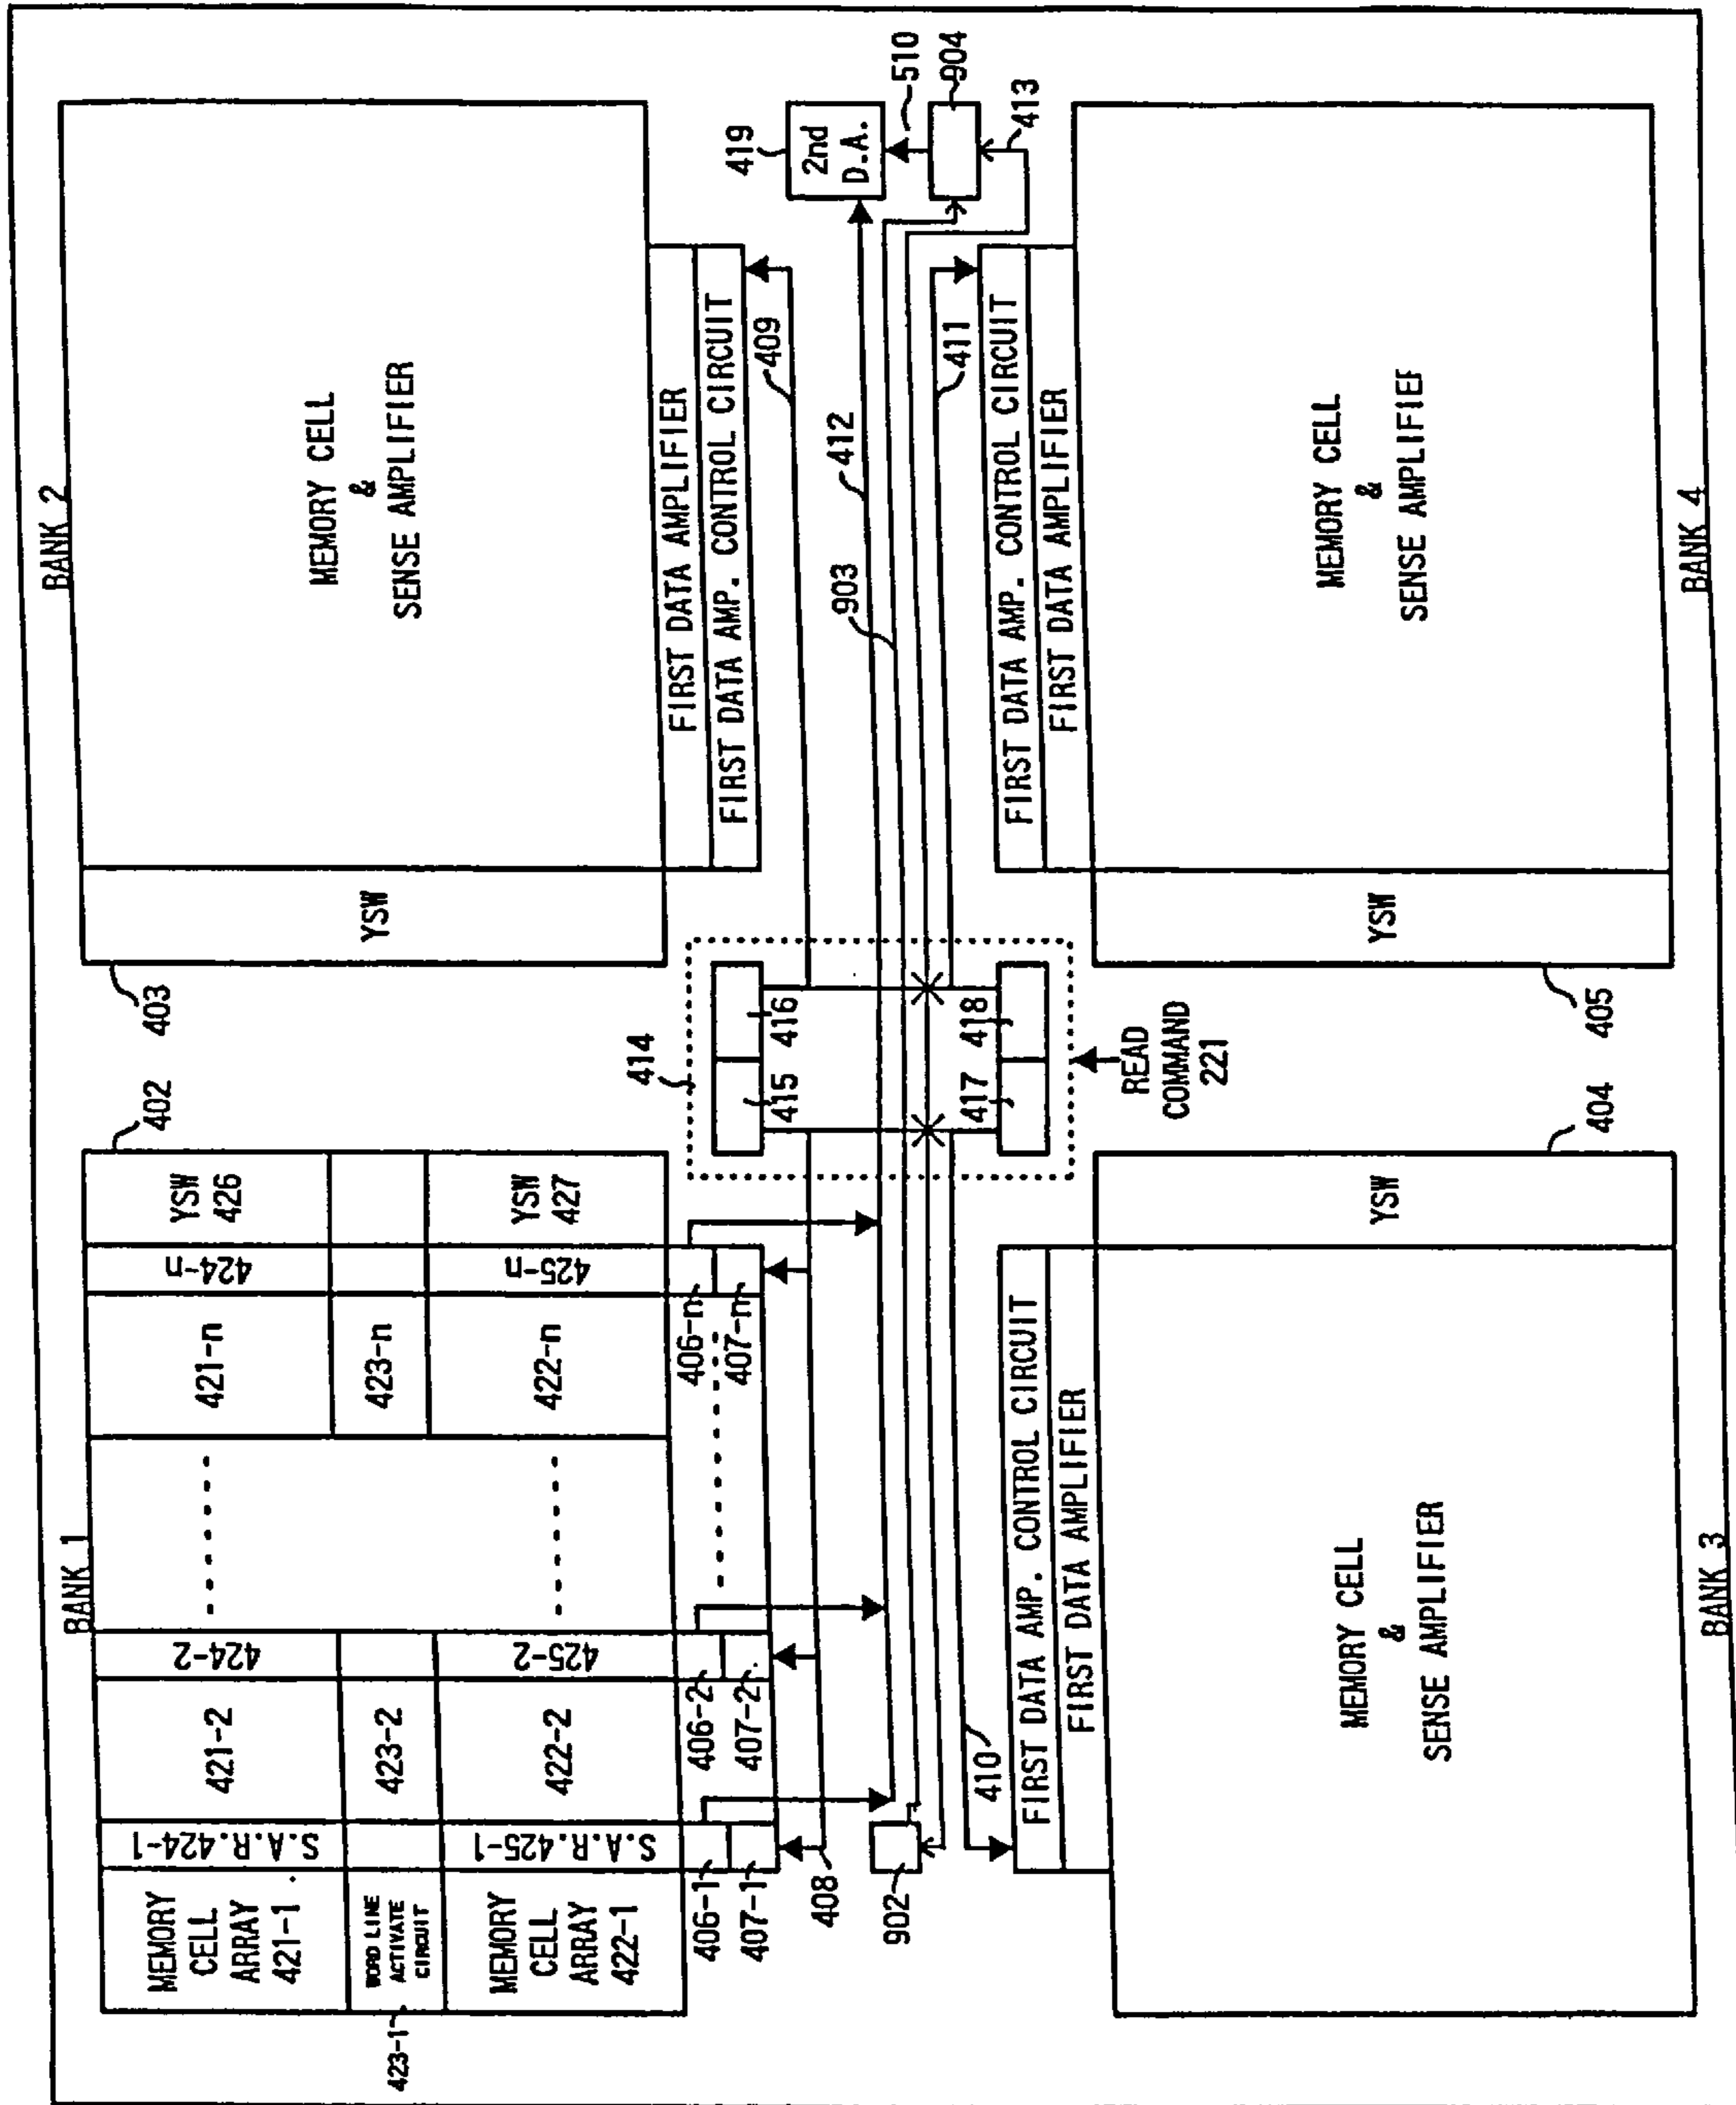 BANK 1
BANK 2
MEMORY
CELL
ARRAY
421-1
S.A.R.424-1
421-2
424-2
421-n
424-n
YSW
426
402
403
YSW
MEMORY CELL
&
SENSE AMPLIFIER
423-1
WORD LINE
ACTIVATE
CIRCUIT
423-2
423-n
MEMORY
CELL
ARRAY
422-1
S.A.R.425-1
422-2
425-2
422-n
425-n
YSW
427
406-1
407-1
406-2
407-2
406-n
407-n
FIRST DATA AMPLIFIER
FIRST DATA AMP. CONTROL CIRCUIT
414
415
416
408
409
419
2nd
D.A.
412
510
902
903
904
410
417
418
411
413
FIRST DATA AMP. CONTROL CIRCUIT
FIRST DATA AMPLIFIER
READ
COMMAND
221
FIRST DATA AMP. CONTROL CIRCUIT
FIRST DATA AMPLIFIER
MEMORY CELL
&
SENSE AMPLIFIER
YSW
404
405
YSW
MEMORY CELL
&
SENSE AMPLIFIER
BANK 3
BANK 4